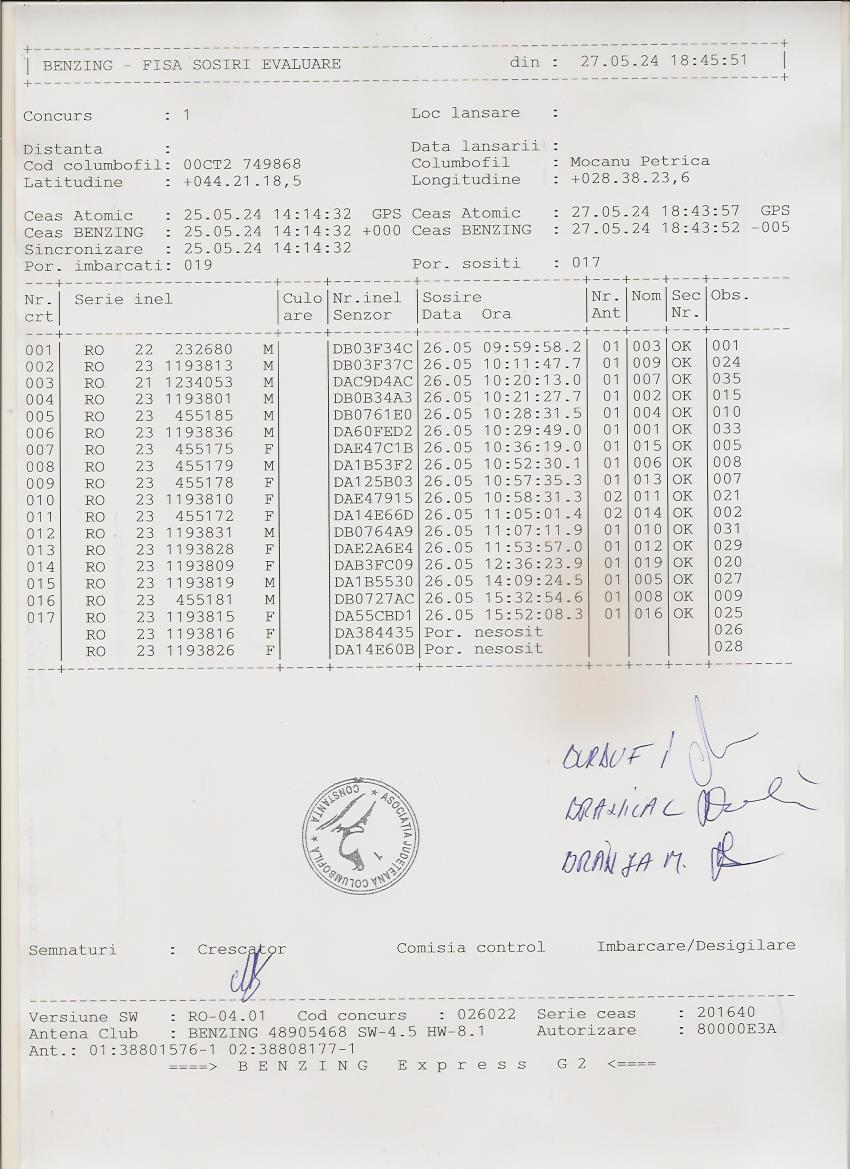 BENZING - FISA SOSIRI EVALUARE din : 27.05.24 18:45:51
Concurs : 1 Loc lansare :
Distanta : Data lansarii :
Cod columbofil: 00CT2 749868 Columbofil : Mocanu Petrica
Latitudine : +044.21.18,5 Longitudine : +028.38.23,6
Ceas Atomic : 25.05.24 14:14:32 GPS Ceas Atomic : 27.05.24 18:43:57 GPS
Ceas BENZING : 25.05.24 14:14:32 +000 Ceas BENZING : 27.05.24 18:43:52 -005
Sincronizare : 25.05.24 14:14:32
Por. imbarcati: 019 Por. sositi : 017
Nr. Serie inel Culo Nr.inel Sosire Nr. Nom Sec Obs.
crt are Senzor Data Ora Ant Nr.
001 RO 22 232680 M DB03F34C 26.05 09:59:58.2 01 003 OK 001
002 RO 23 1193813 M DB03F37C 26.05 10:11:47.7 01 009 OK 024
003 RO 21 1234053 M DAC9D4AC 26.05 10:20:13.0 01 007 OK 035
004 RO 23 1193801 M DB0B34A3 26.05 10:21:27.7 01 002 OK 015
005 RO 23 455185 M DB0761E0 26.05 10:28:31.5 01 004 OK 010
006 RO 23 1193836 M DA60FED2 26.05 10:29:49.0 01 001 OK 033
007 RO 23 455175 F DAE47C1B 26.05 10:36:19.0 01 015 OK 005
008 RO 23 455179 M DA1B53F2 26.05 10:52:30.1 01 006 OK 008
009 RO 23 455178 F DA125B03 26.05 10:57:35.3 01 013 OK 007
010 RO 23 1193810 F DAE47915 26.05 10:58:31.3 02 011 OK 021
011 RO 23 455172 F DA14E66D 26.05 11:05:01.4 02 014 OK 002
012 RO 23 1193831 M DB0764A9 26.05 11:07:11.9 01 010 OK 031
013 RO 23 1193828 F DAE2A6E4 26.05 11:53:57.0 01 012 OK 029
014 RO 23 1193809 F DAB3FC09 26.05 12:36:23.9 01 019 OK 020
015 RO 23 1193819 M DA1B5530 26.05 14:09:24.5 01 005 OK 027
016 RO 23 455181 M DB0727AC 26.05 15:32:54.6 01 008 OK 009
017 RO 23 1193815 F DA55CBD1 26.05 15:52:08.3 01 016 OK 025
RO 23 1193816 F DA384435 Por. nesosit 026
RO 23 1193826 F DA14E60B Por. nesosit 028
ASOCIATIA JUDETEANA COLUMBOFILA Y CONSTANTA
1
Semnaturi : Crescator Comisia control Imbarcare/Desigilare
Versiune SW : RO-04.01 Cod concurs : 026022 Serie ceas : 201640
Antena Club : BENZING 48905468 SW-4.5 HW-8.1 Autorizare : 80000E3A
Ant.: 01:38801576-1 02:38808177-1
====> B E N Z I N G E x p r e s s G 2 <====